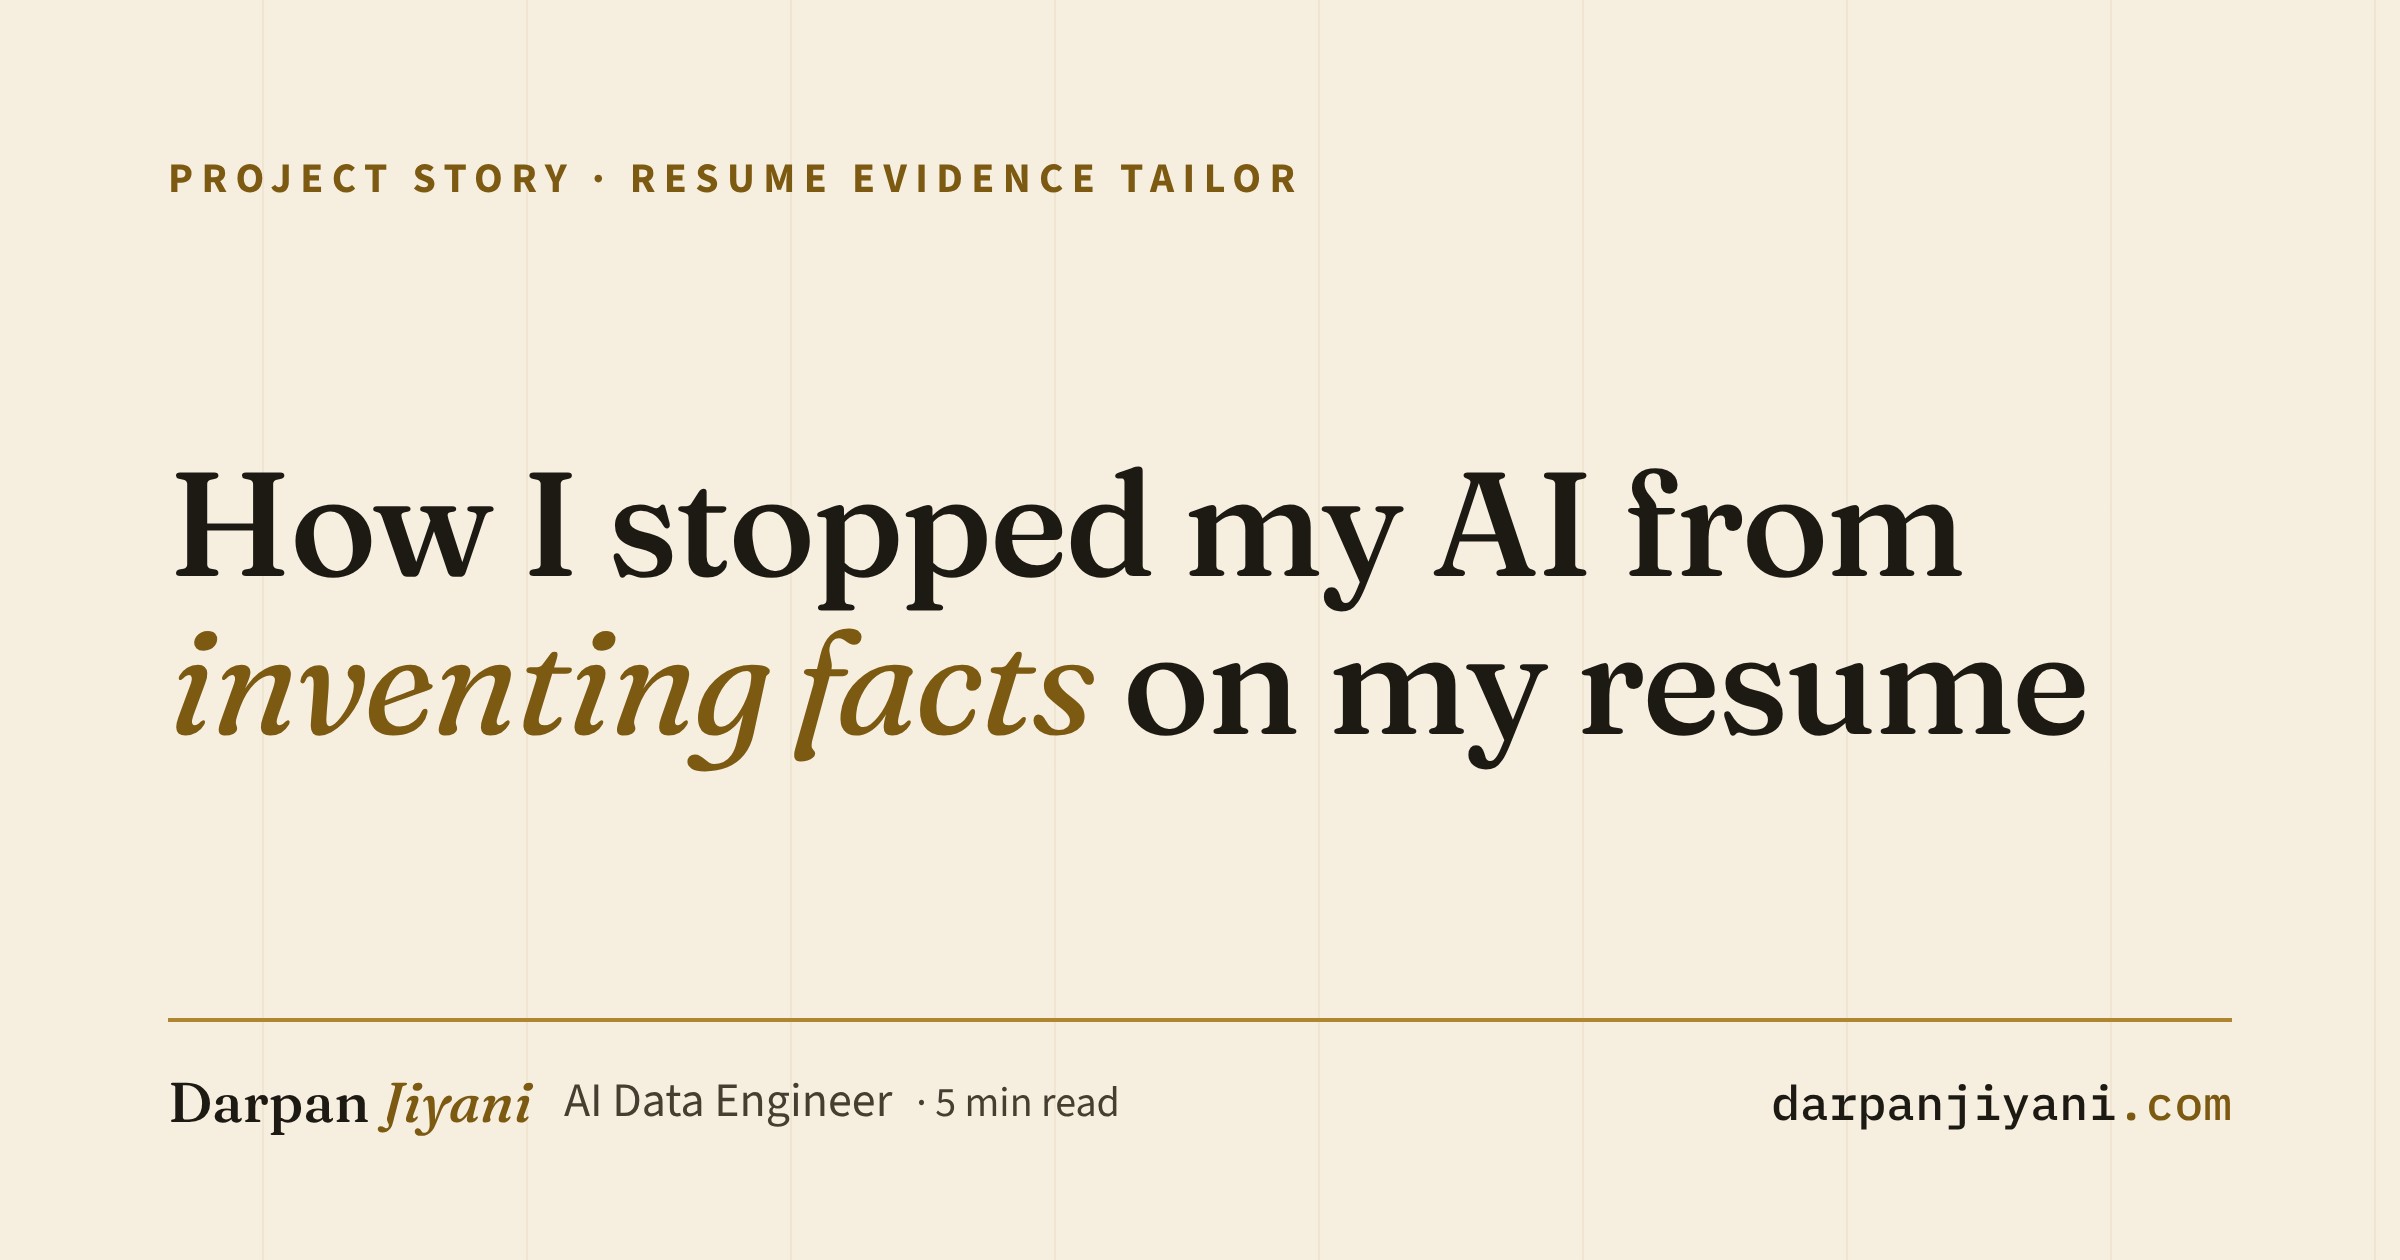 PROJECT STORY · RESUME EVIDENCE TAILOR
How I stopped my AI from
inventing facts on my resume
Darpan Jiyani AI Data Engineer · 5 min read
darpanjiyani.com